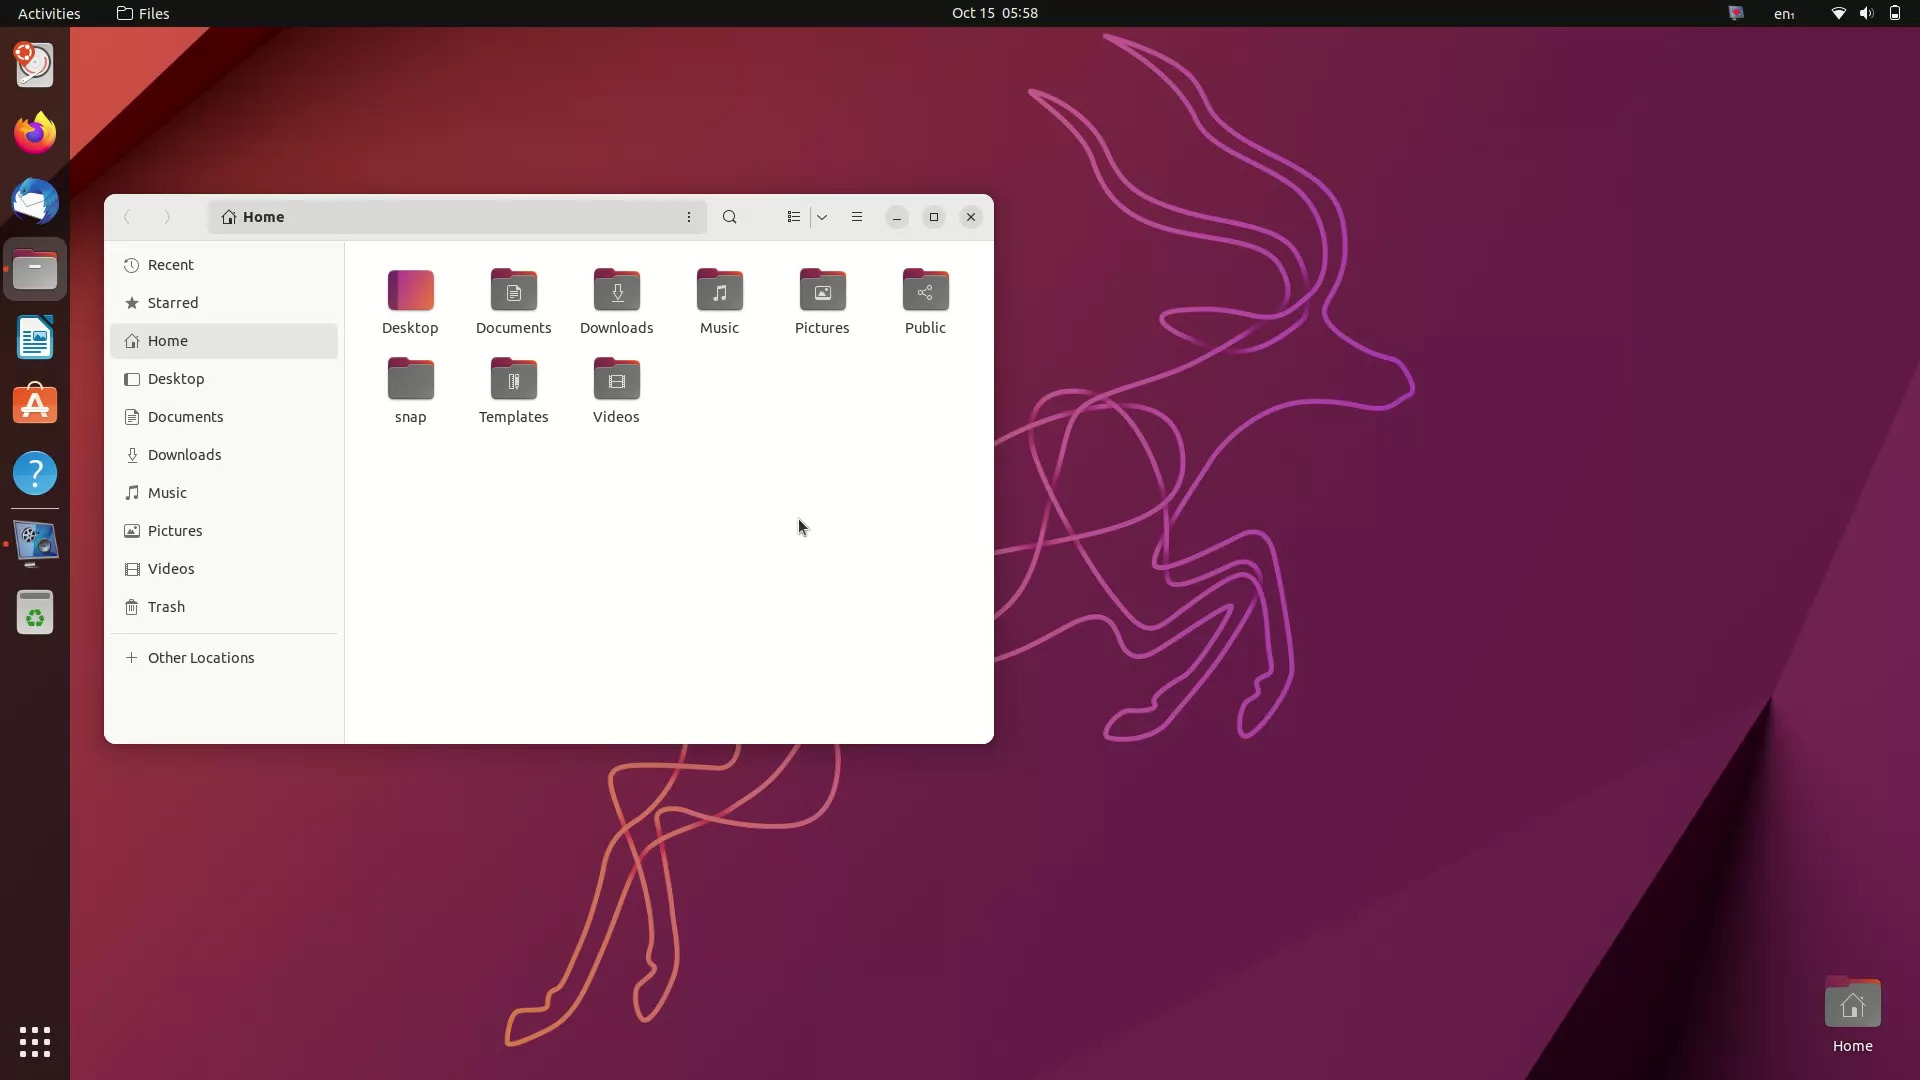 Activities
Files
Oct 15 05:58
en₁
Home
Recent
Starred
Home
Desktop
Documents
Downloads
Music
Pictures
Videos
Trash
Other Locations
Desktop Documents Downloads Music Pictures Public
snap Templates Videos
Home